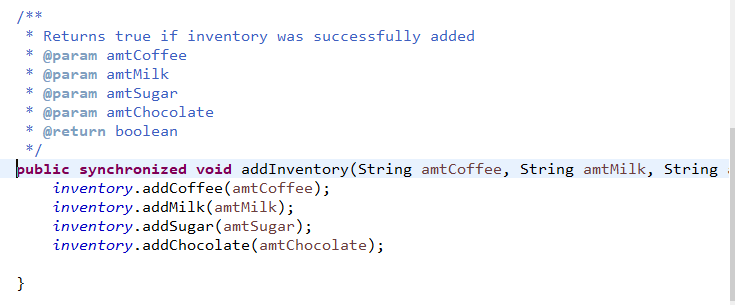 /**
 * Returns true if inventory was successfully added
 * @param amtCoffee
 * @param amtMilk
 * @param amtSugar
 * @param amtChocolate
 * @return boolean
 */
public synchronized void addInventory(String amtCoffee, String amtMilk, String
    inventory.addCoffee(amtCoffee);
    inventory.addMilk(amtMilk);
    inventory.addSugar(amtSugar);
    inventory.addChocolate(amtChocolate);
}